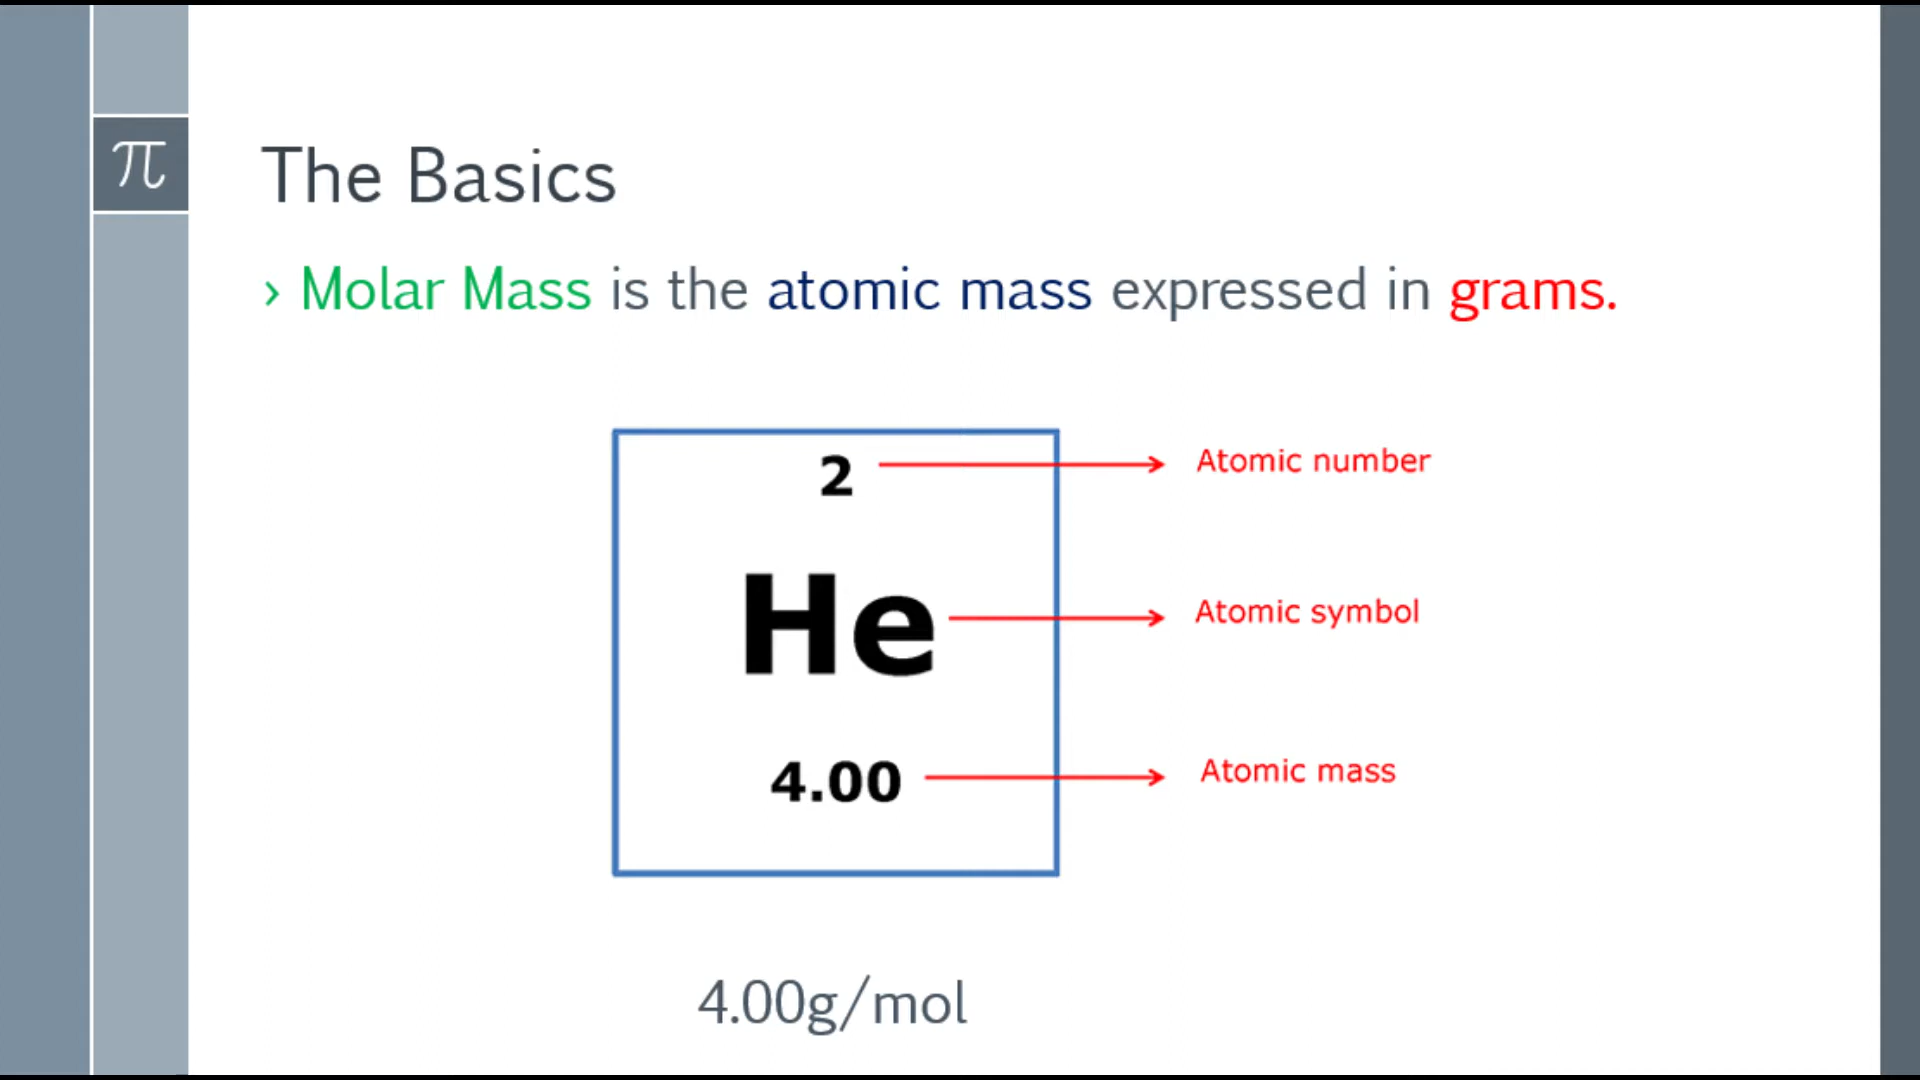 π
The Basics
› Molar Mass is the atomic mass expressed in grams.
2 Atomic number
He Atomic symbol
4.00 Atomic mass
4.00g/mol